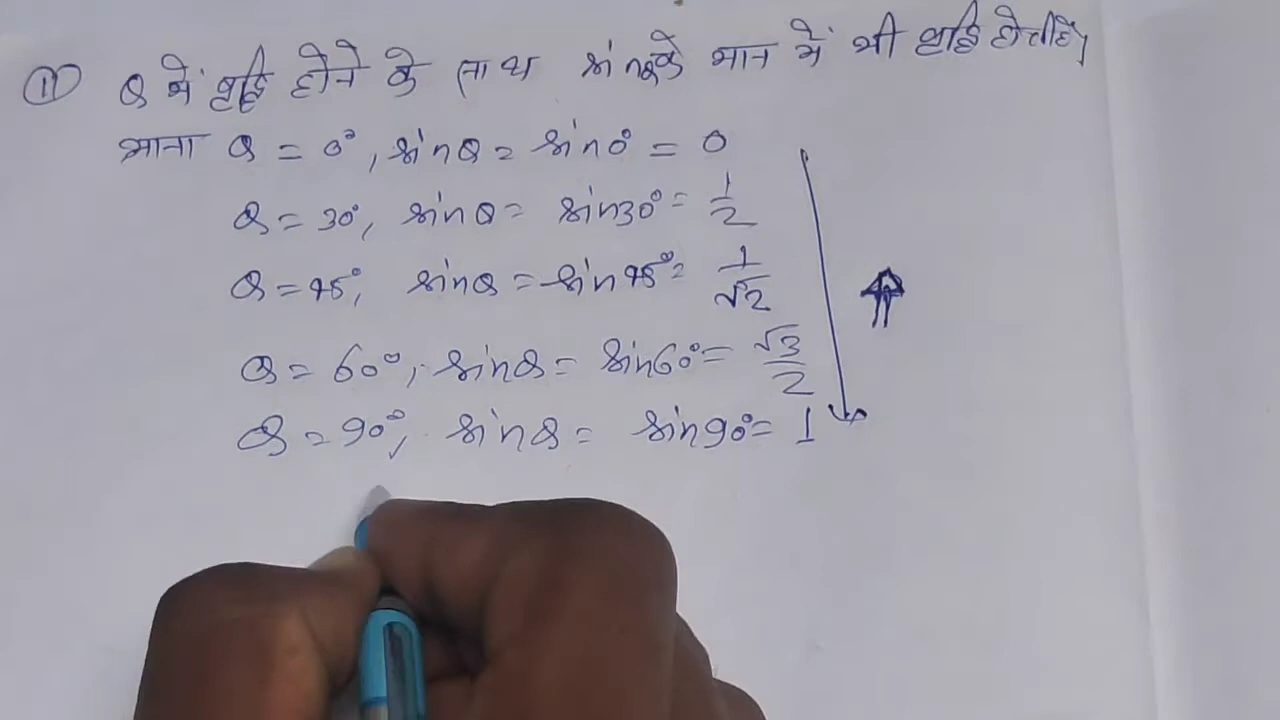 (ii) θ में वृद्धि होने के साथ sinθ के मान में भी वृद्धि होती है।
माना θ = 0°, sinθ = sin0° = 0
θ = 30°, sinθ = sin30° = 1/2
θ = 45°, sinθ = sin45° = 1/√2
θ = 60°, sinθ = sin60° = √3/2
θ = 90°, sinθ = sin90° = 1